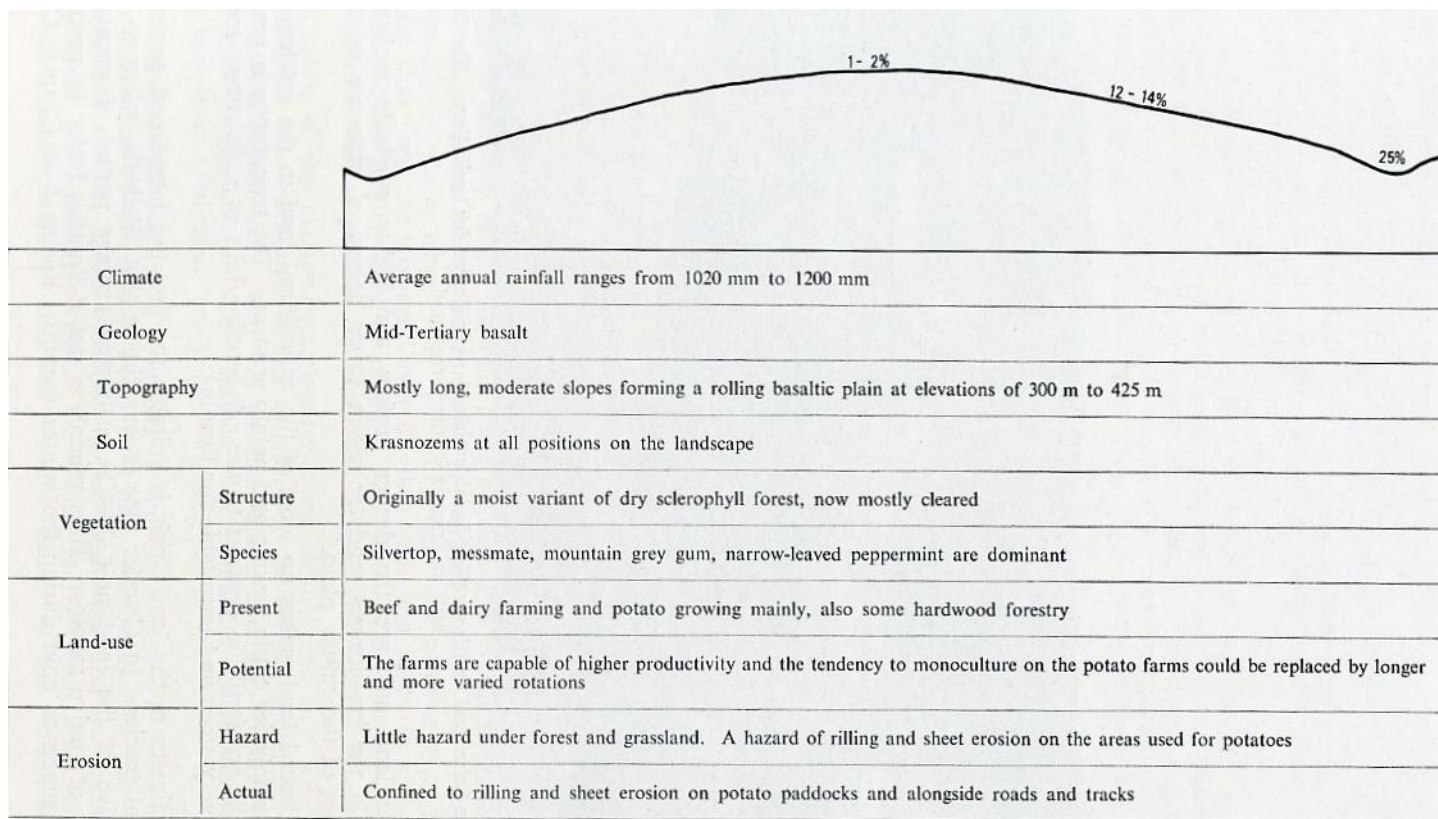 1- 2%
12 - 14%
25%
Climate
Average annual rainfall ranges from 1020 mm to 1200 mm
Geology
Mid-Tertiary basalt
Topography
Mostly long, moderate slopes forming a rolling basaltic plain at elevations of 300 m to 425 m
Soil
Krasnozems at all positions on the landscape
Vegetation
Structure
Originally a moist variant of dry sclerophyll forest, now mostly cleared
Species
Silvertop, messmate, mountain grey gum, narrow-leaved peppermint are dominant
Land-use
Present
Beef and dairy farming and potato growing mainly, also some hardwood forestry
Potential
The farms are capable of higher productivity and the tendency to monoculture on the potato farms could be replaced by longer
and more varied rotations
Erosion
Hazard
Little hazard under forest and grassland. A hazard of rilling and sheet erosion on the areas used for potatoes
Actual
Confined to rilling and sheet erosion on potato paddocks and alongside roads and tracks